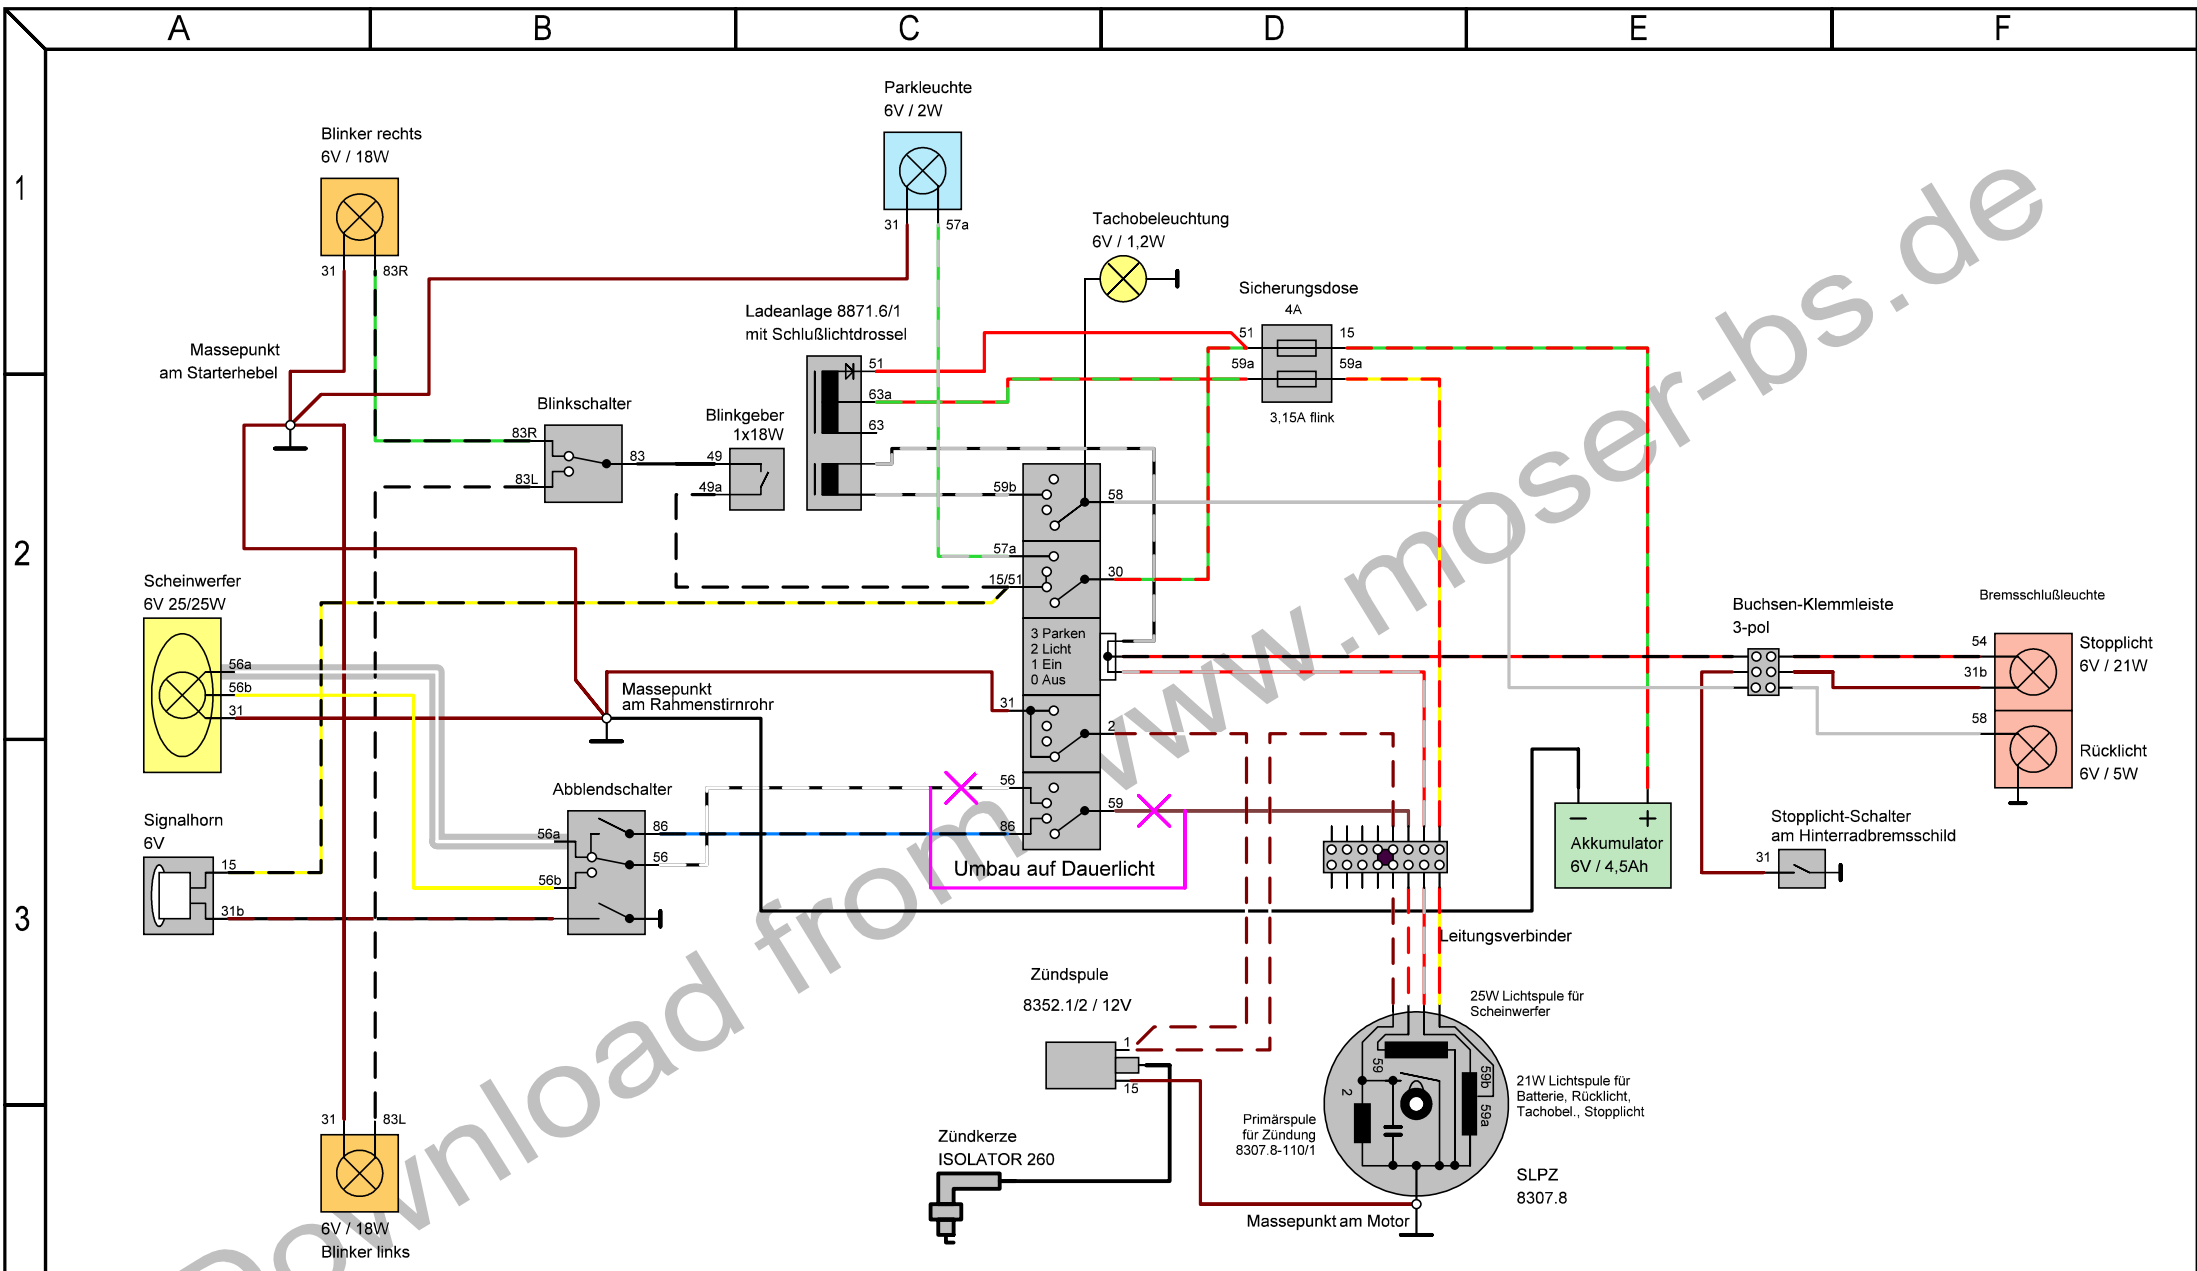 A
B
C
D
E
F
1
2
3
Parkleuchte
6V / 2W
31
57a
Blinker rechts
6V / 18W
31
83R
Tachobeleuchtung
6V / 1,2W
Sicherungsdose
4A
51
15
59a
59a
3,15A flink
Ladeanlage 8871.6/1
mit Schlußlichtdrossel
51
63a
63
Massepunkt
am Starterhebel
Blinkschalter
83R
83L
83
Blinkgeber
1x18W
49
49a
59b
58
57a
15/51
30
3 Parken
2 Licht
1 Ein
0 Aus
31
2
56
86
59
Umbau auf Dauerlicht
Scheinwerfer
6V 25/25W
56a
56b
31
Massepunkt
am Rahmenstirnrohr
Abblendschalter
56a
56b
86
56
Signalhorn
6V
15
31b
Buchsen-Klemmleiste
3-pol
Bremsschlußleuchte
54
31b
58
Stopplicht
6V / 21W
Rücklicht
6V / 5W
Stopplicht-Schalter
am Hinterradbremsschild
31
Akkumulator
6V / 4,5Ah
− +
Leitungsverbinder
Zündspule
8352.1/2 / 12V
1
15
25W Lichtspule für
Scheinwerfer
59
2
59b
59a
21W Lichtspule für
Batterie, Rücklicht,
Tachobel., Stopplicht
Primärspule
für Zündung
8307.8-110/1
SLPZ
8307.8
Massepunkt am Motor
Zündkerze
ISOLATOR 260
31
83L
6V / 18W
Blinker links
Download from www.moser-bs.de